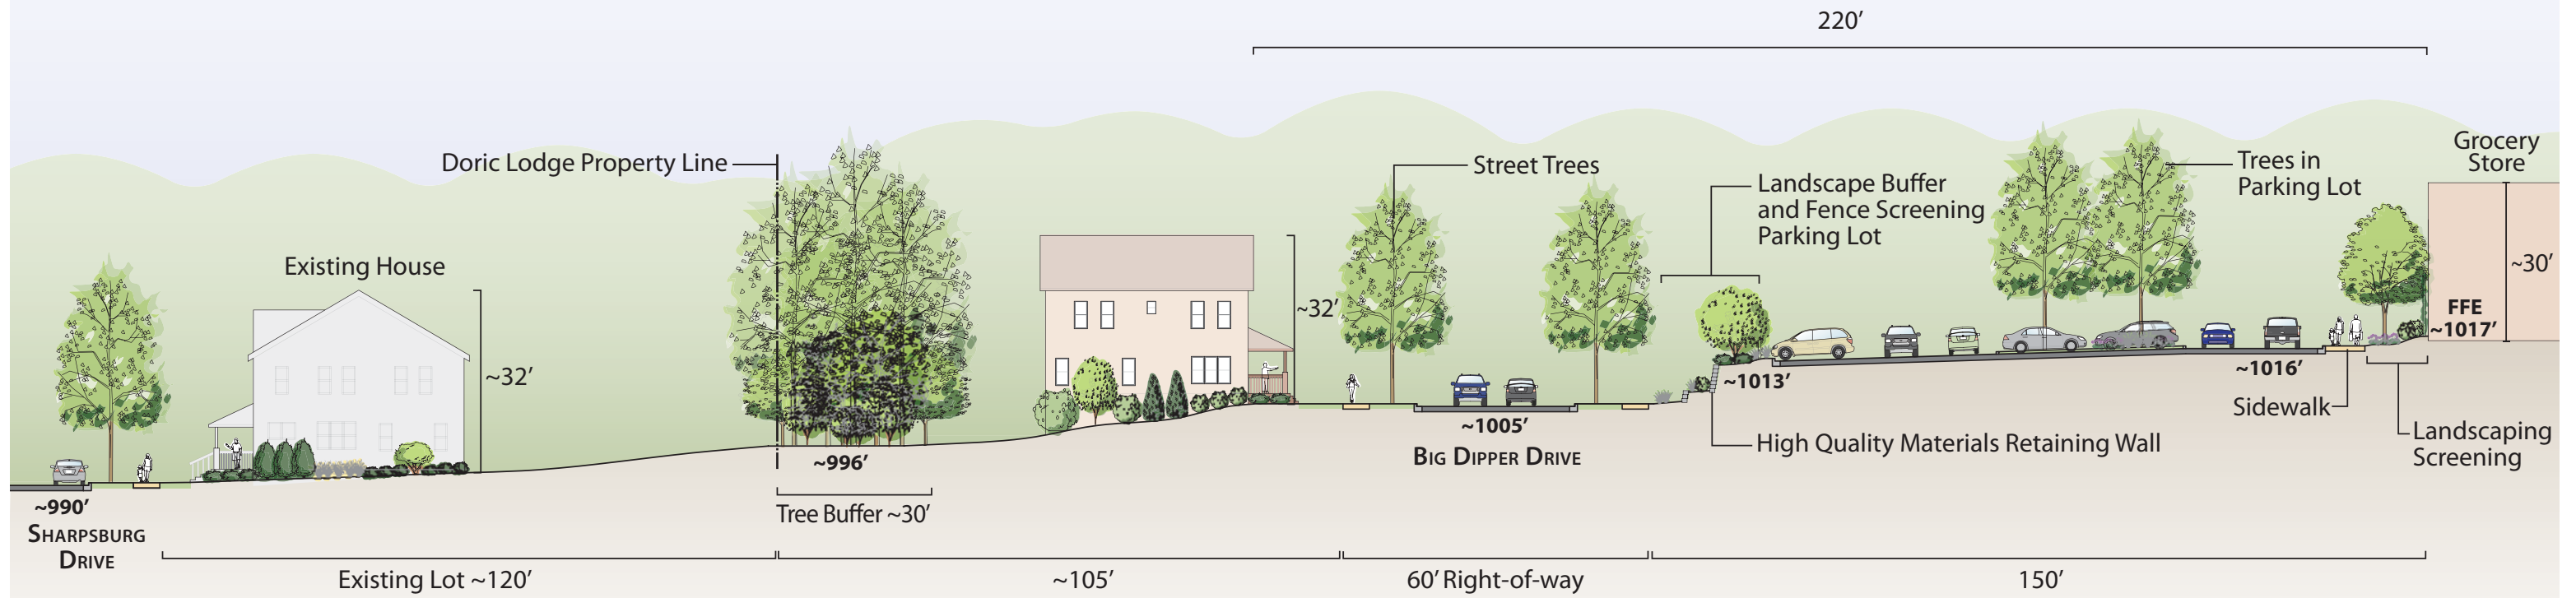 220’
Grocery
Store
Doric Lodge Property Line
Street Trees
Trees in
Parking Lot
Landscape Buffer
and Fence Screening
Parking Lot
Existing House
~30’
~32’
FFE
~1017’
~32’
~1013’
~1016’
Sidewalk
~1005’
Big Dipper Drive
High Quality Materials Retaining Wall
Landscaping
Screening
~996’
~990’
Sharpsburg
Drive
Tree Buffer ~30’
Existing Lot ~120’
~105’
60’ Right-of-way
150’